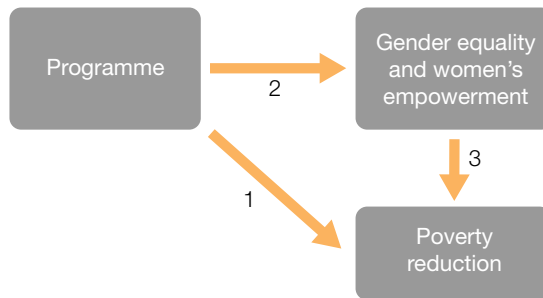 Programme
2
Gender equality
and women's
empowerment
1
3
Poverty
reduction